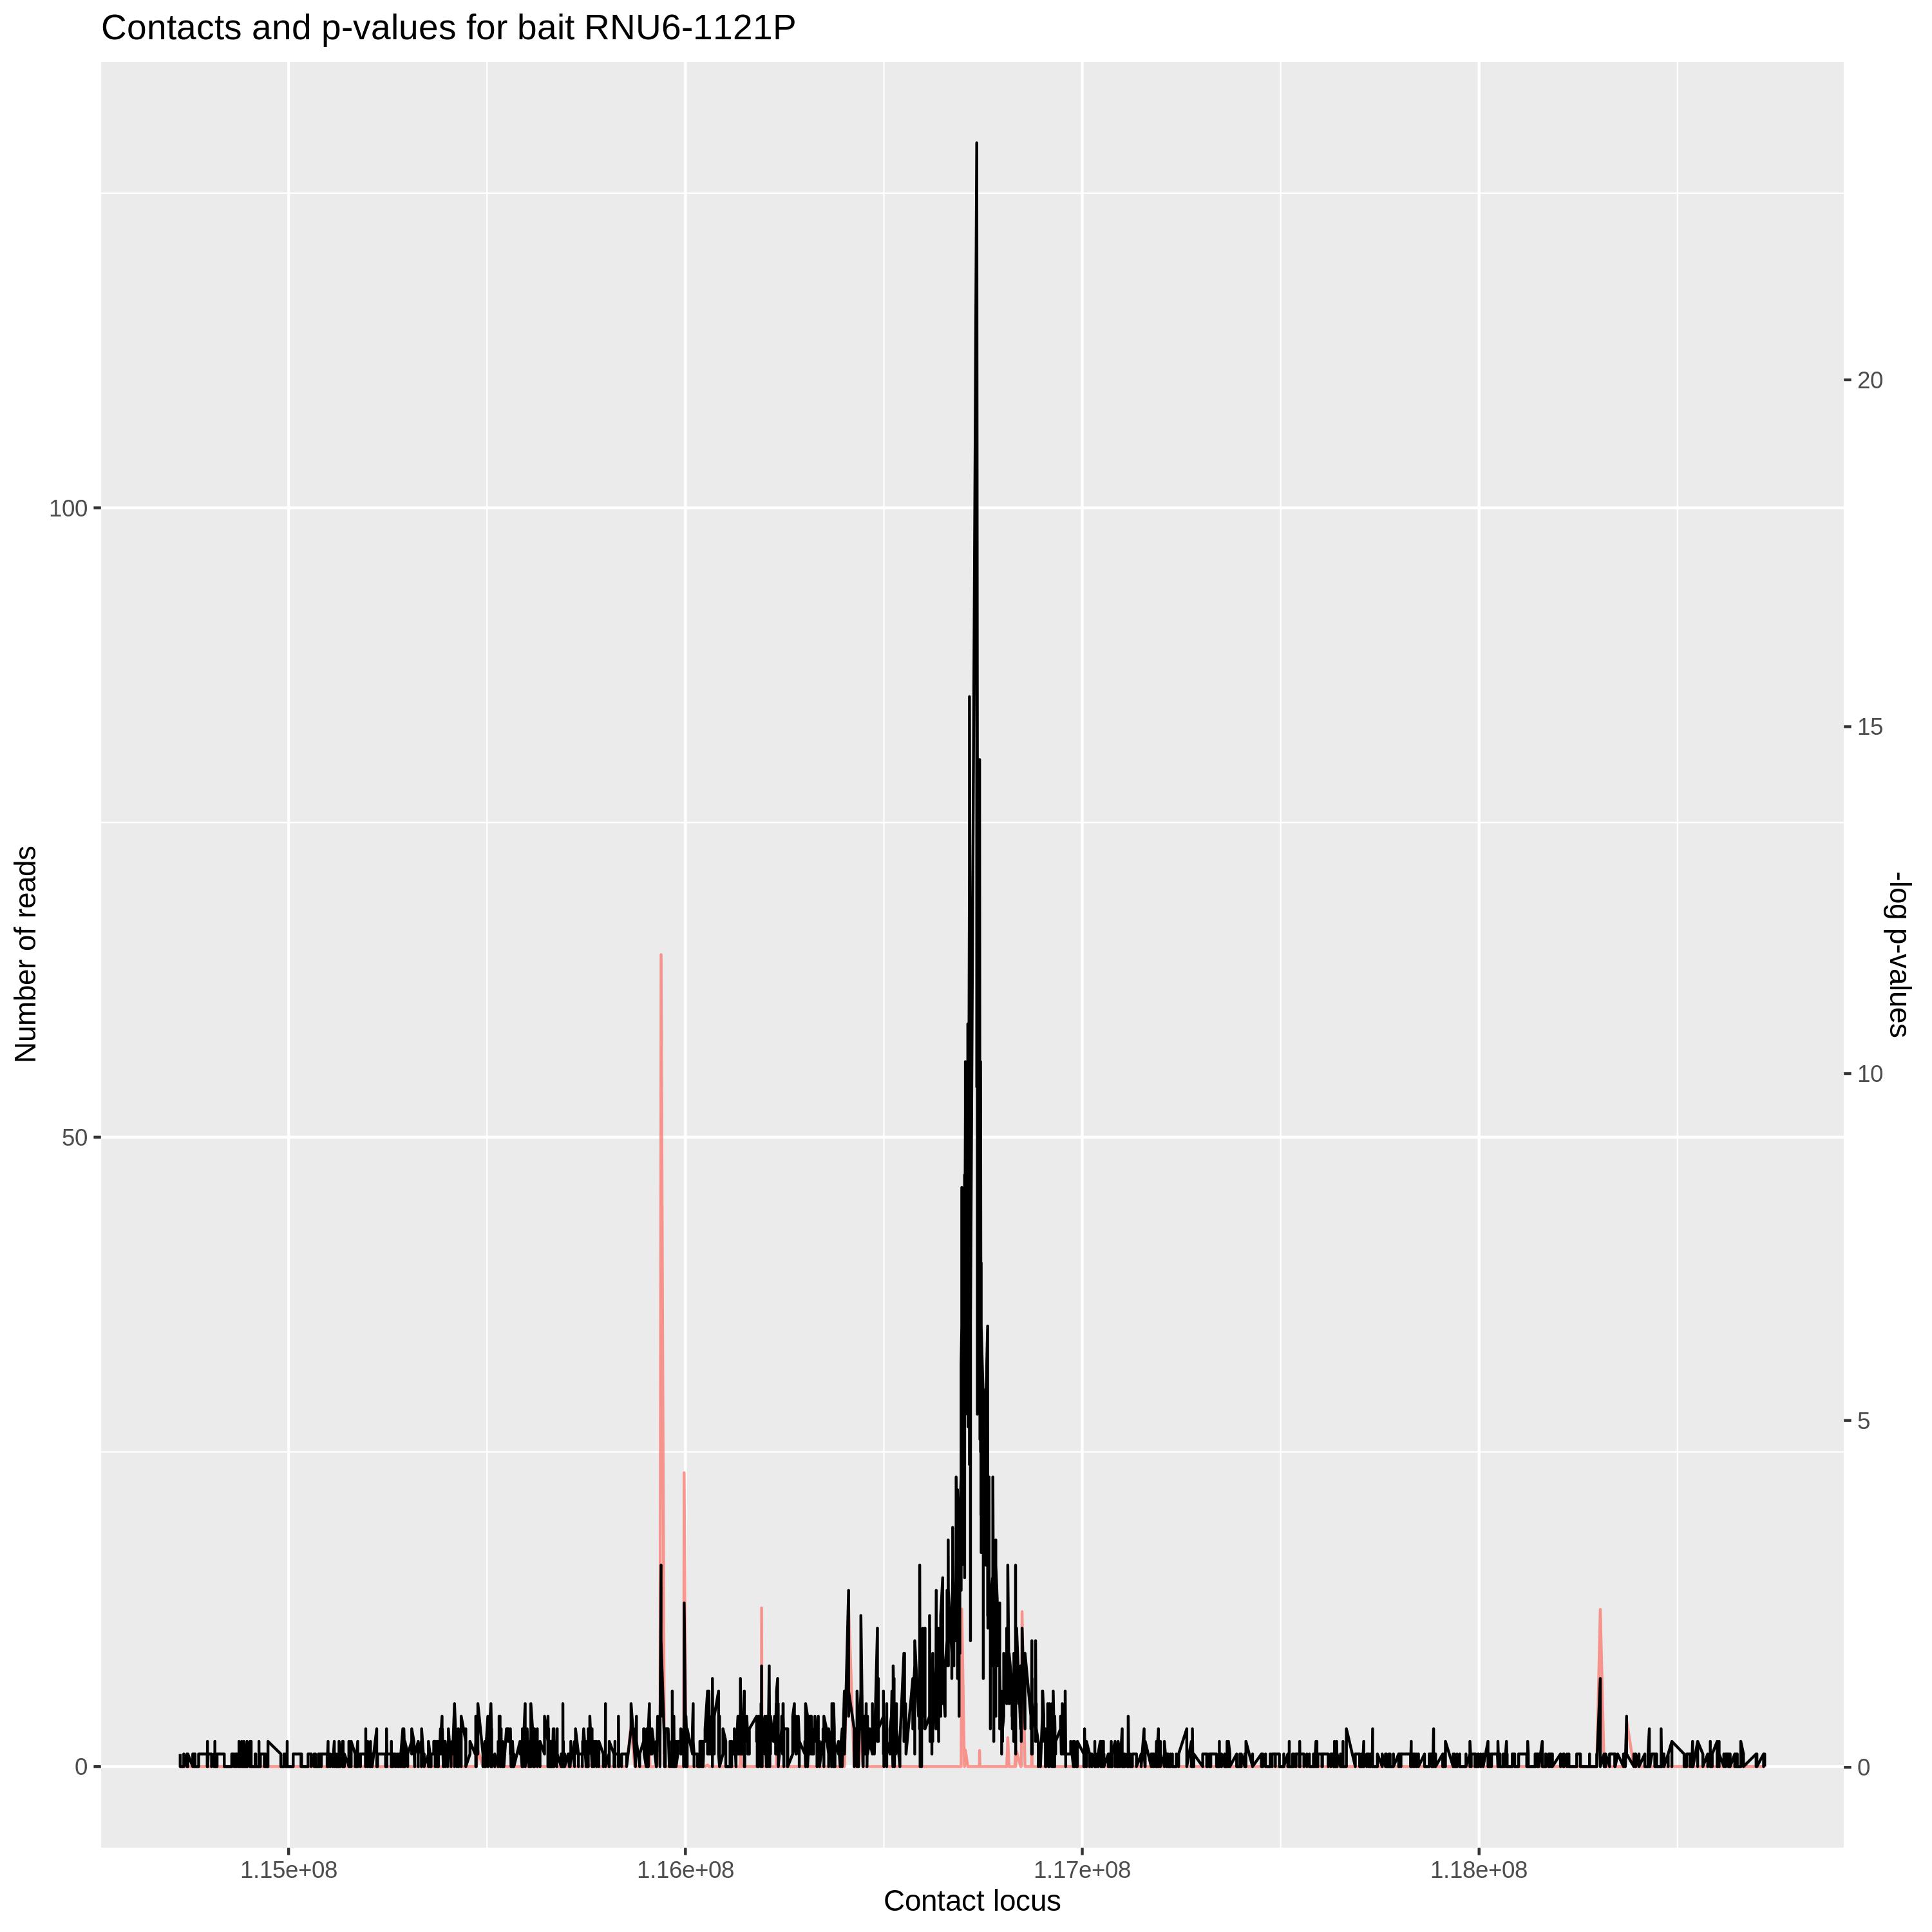 Contacts and p-values for bait RNU6-1121P
Number of reads
100
50
0
20
15
10
5
0
-log p-values
1.15e+08
1.16e+08
1.17e+08
1.18e+08
Contact locus